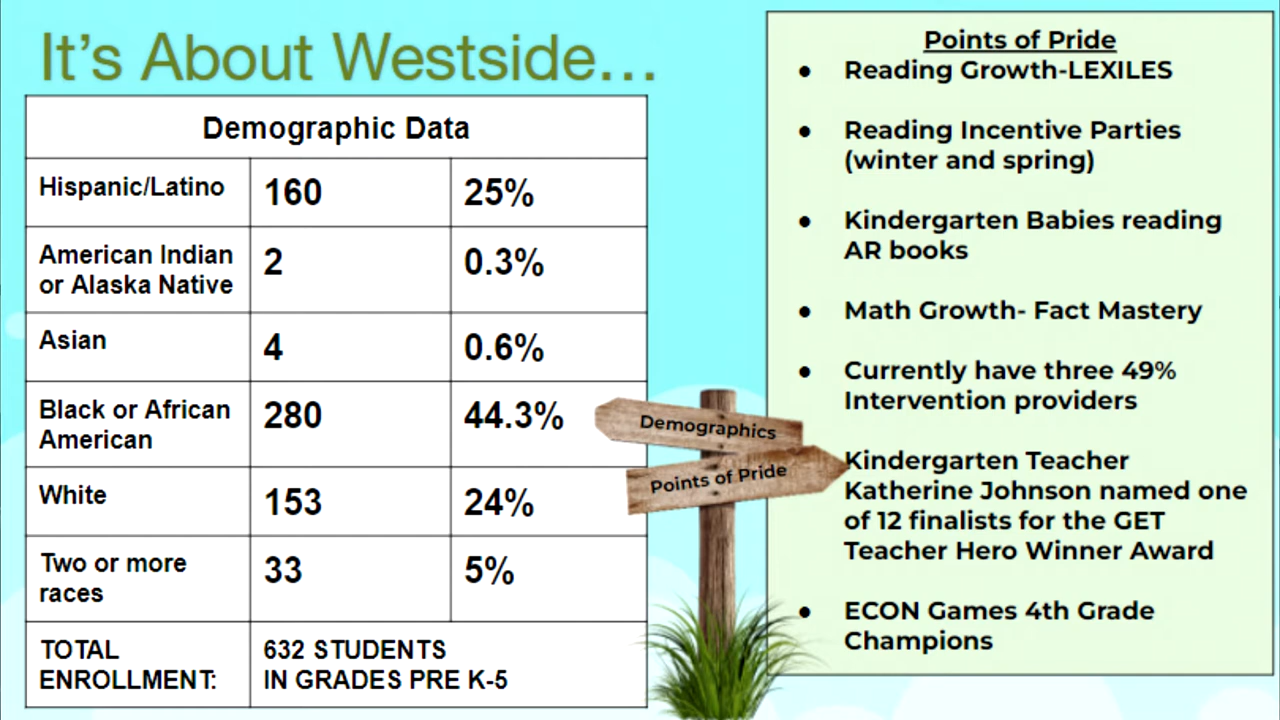 It's About Westside...
Demographic Data
Hispanic/Latino 160 25%
American Indian
or Alaska Native 2 0.3%
Asian 4 0.6%
Black or African
American 280 44.3%
White 153 24%
Two or more
races 33 5%
TOTAL
ENROLLMENT:
632 STUDENTS
IN GRADES PRE K-5
Demographics
Points of Pride
Points of Pride
● Reading Growth-LEXILES
● Reading Incentive Parties
(winter and spring)
● Kindergarten Babies reading
AR books
● Math Growth- Fact Mastery
● Currently have three 49%
Intervention providers
Kindergarten Teacher
Katherine Johnson named one
of 12 finalists for the GET
Teacher Hero Winner Award
● ECON Games 4th Grade
Champions